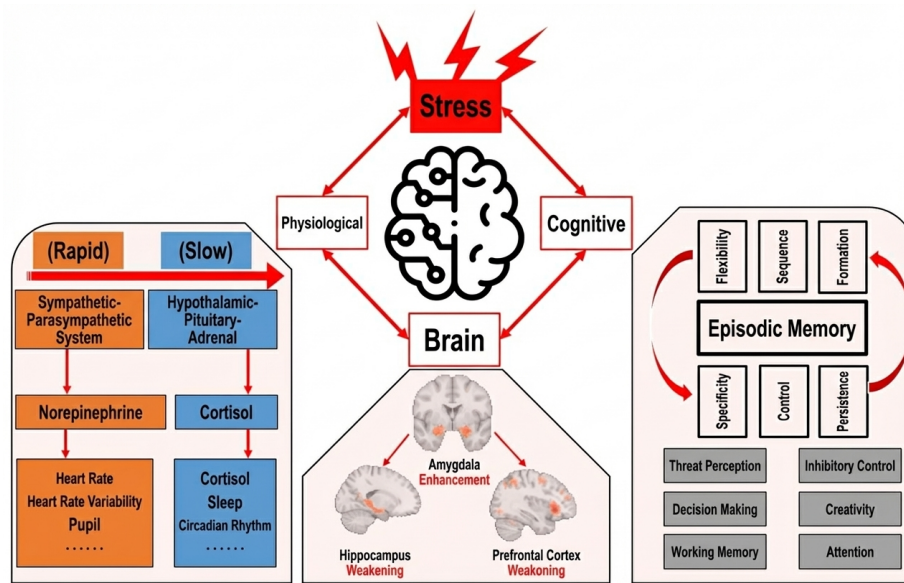 Stress
Physiological
Cognitive
Brain
(Rapid)
(Slow)
Sympathetic-
Parasympathetic
System
Hypothalamic-
Pituitary-
Adrenal
Norepinephrine
Cortisol
Heart Rate
Heart Rate Variability
Pupil
......
Cortisol
Sleep
Circadian Rhythm
......
Amygdala
Enhancement
Hippocampus
Weakening
Prefrontal Cortex
Weakoning
Flexibility
Sequence
Formation
Episodic Memory
Specificity
Control
Persistence
Threat Perception
Inhibitory Control
Decision Making
Creativity
Working Memory
Attention